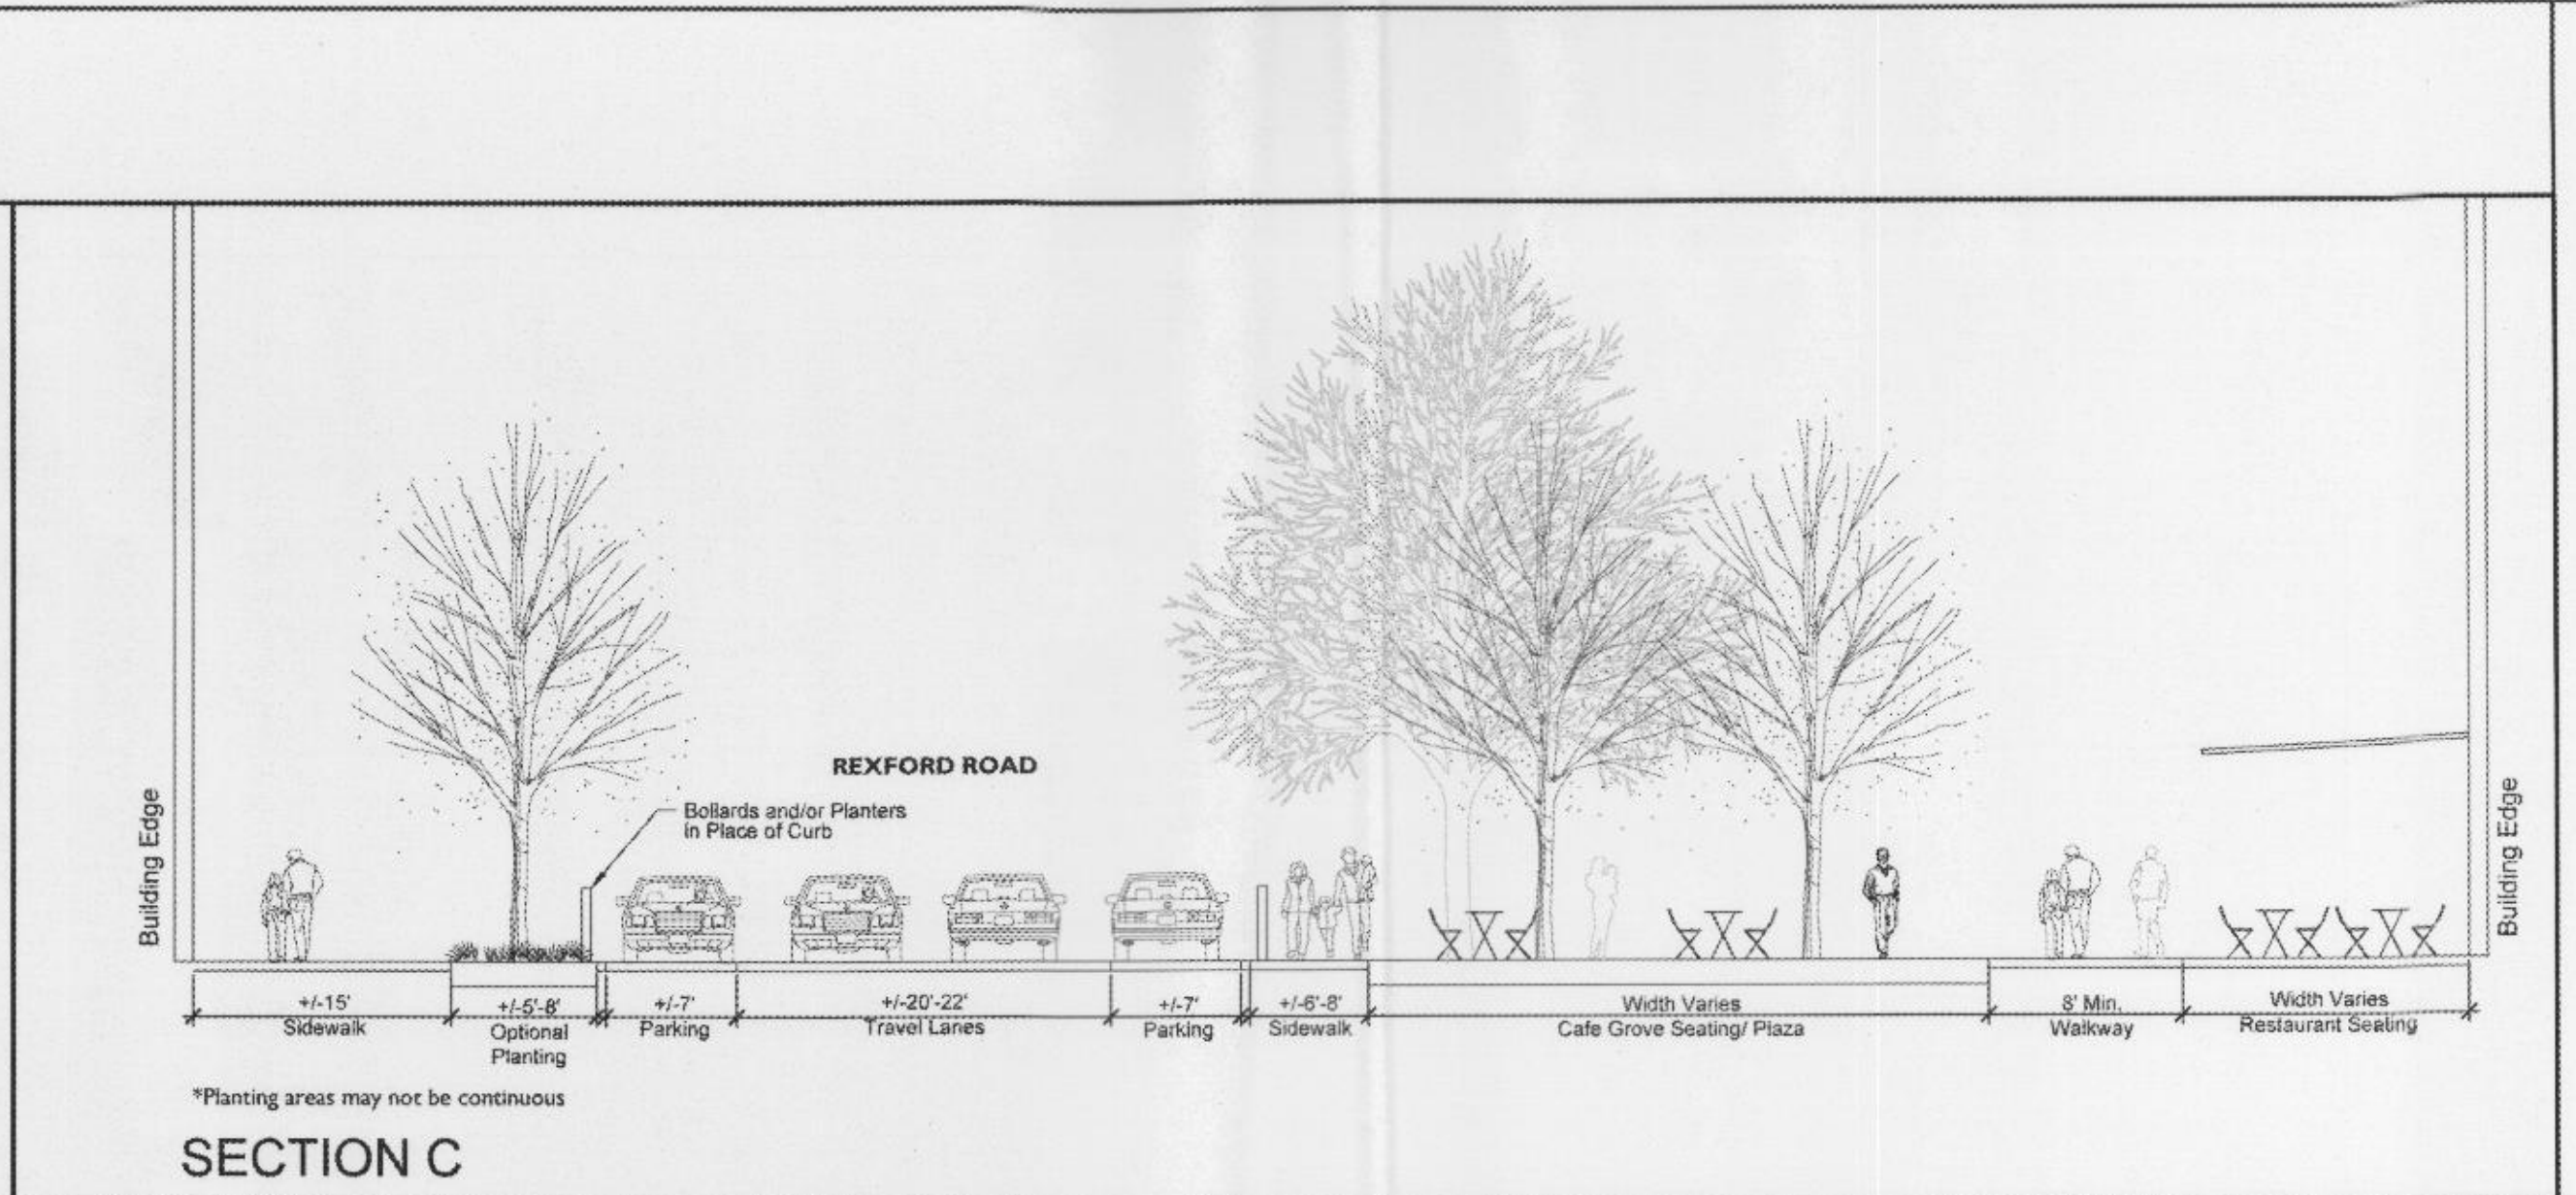 REXFORD ROAD
Bollards and/or Planters
in Place of Curb
Building Edge
Building Edge
+/-15'
Sidewalk
+/-5'-8'
Optional
Planting
+/-7'
Parking
+/-20'-22'
Travel Lanes
+/-7'
Parking
+/-6'-8'
Sidewalk
Width Varies
Cafe Grove Seating/ Plaza
8' Min.
Walkway
Width Varies
Restaurant Seating
*Planting areas may not be continuous
SECTION C